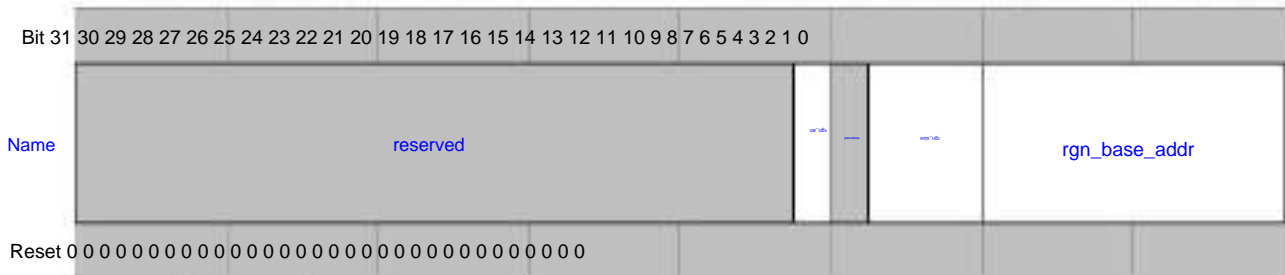 Bit 31 30 29 28 27 26 25 24 23 22 21 20 19 18 17 16 15 14 13 12 11 10 9 8 7 6 5 4 3 2 1 0
Name reserved rgn_base_addr
Reset 0 0 0 0 0 0 0 0 0 0 0 0 0 0 0 0 0 0 0 0 0 0 0 0 0 0 0 0 0 0 0 0